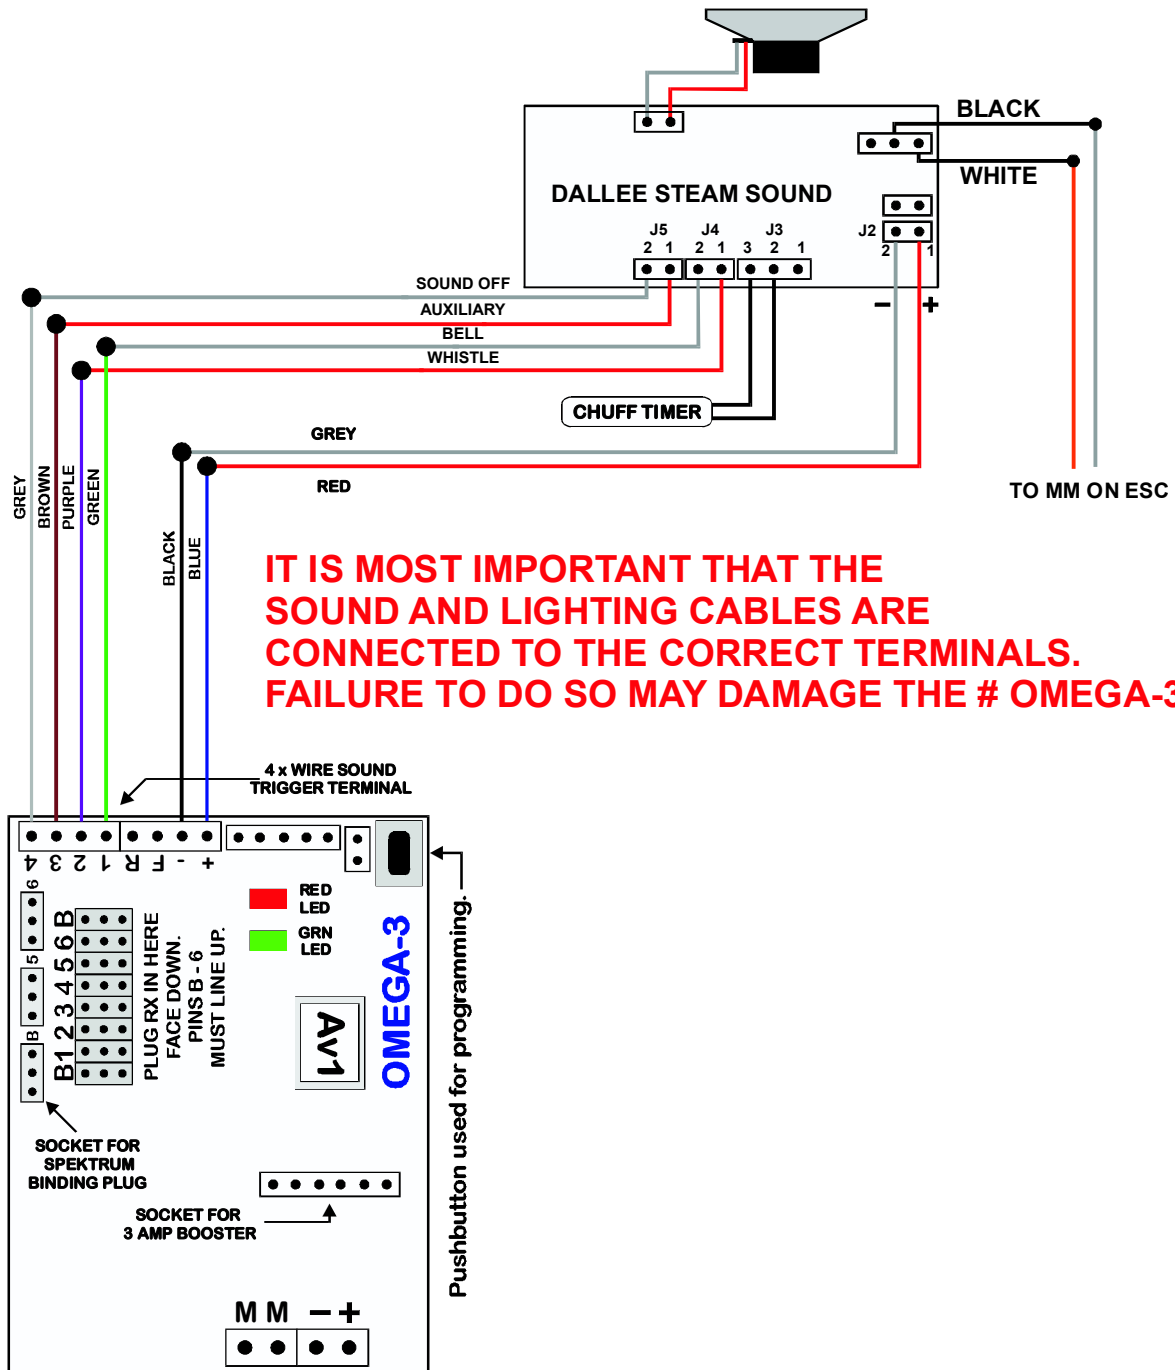 BLACK
WHITE
DALLEE STEAM SOUND
J5
J4
J3
J2
2 1
2 1
3 2 1
2
1
- +
SOUND OFF
AUXILIARY
BELL
WHISTLE
CHUFF TIMER
GREY
RED
TO MM ON ESC
GREY
BROWN
PURPLE
GREEN
BLACK
BLUE
IT IS MOST IMPORTANT THAT THE
SOUND AND LIGHTING CABLES ARE
CONNECTED TO THE CORRECT TERMINALS.
FAILURE TO DO SO MAY DAMAGE THE # OMEGA-3
4 x WIRE SOUND
TRIGGER TERMINAL
4 3 2 1 R F - +
6
5
B
B
6
5
4
3
2
1
B
PLUG RX IN HERE
FACE DOWN.
PINS B - 6
MUST LINE UP.
RED
LED
GRN
LED
OMEGA-3
Av1
Pushbutton used for programming.
SOCKET FOR
SPEKTRUM
BINDING PLUG
SOCKET FOR
3 AMP BOOSTER
M M - +